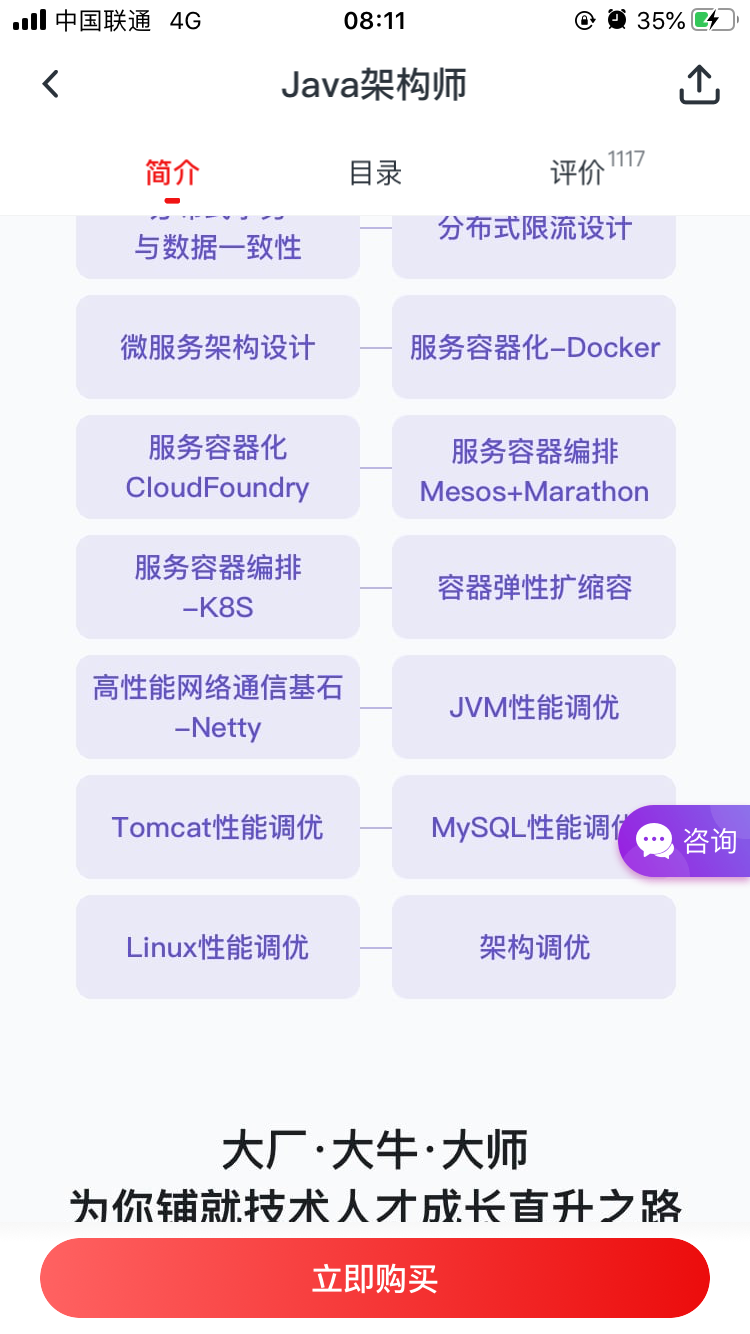 中国联通 4G 08:11 35%
Java架构师
简介 目录 评价 1117
与数据一致性
分布式限流设计
微服务架构设计
服务容器化-Docker
服务容器化
CloudFoundry
服务容器编排
Mesos+Marathon
服务容器编排
-K8S
容器弹性扩缩容
高性能网络通信基石
-Netty
JVM性能调优
Tomcat性能调优
MySQL性能调
咨询
Linux性能调优
架构调优
大厂·大牛·大师
为你铺就技术人才成长直升之路
立即购买